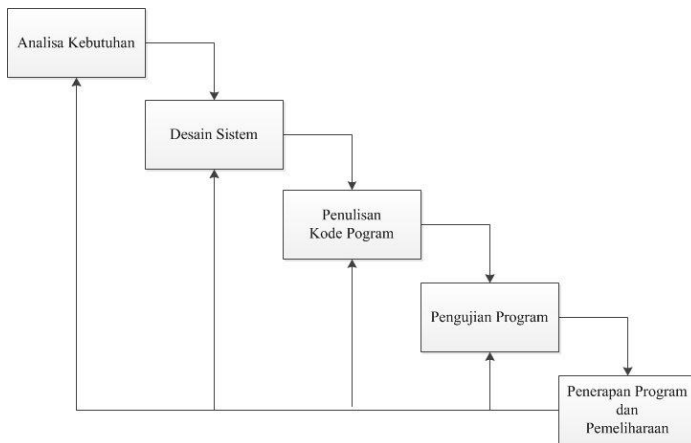 Analisa Kebutuhan
Desain Sistem
Penulisan
Kode Pogram
Pengujian Program
Penerapan Program
dan
Pemeliharaan